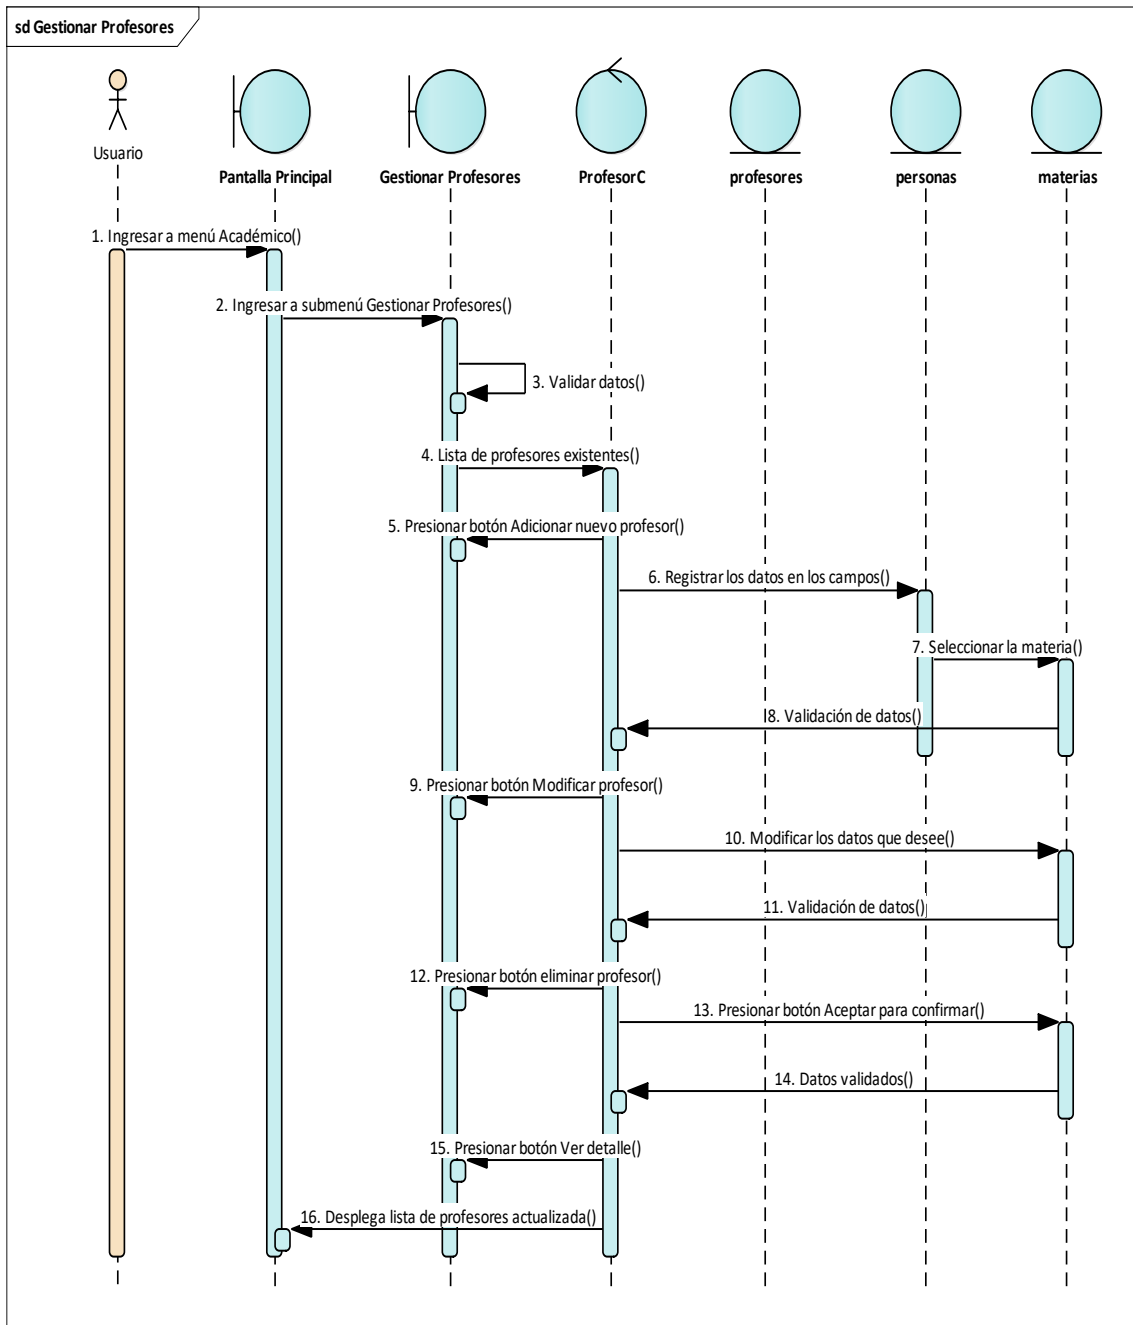 sd Gestionar Profesores
Usuario
Pantalla Principal
Gestionar Profesores
ProfesorC
profesores
personas
materias
1. Ingresar a menú Académico()
2. Ingresar a submenú Gestionar Profesores()
3. Validar datos()
4. Lista de profesores existentes()
5. Presionar botón Adicionar nuevo profesor()
6. Registrar los datos en los campos()
7. Seleccionar la materia()
8. Validación de datos()
9. Presionar botón Modificar profesor()
10. Modificar los datos que desee()
11. Validación de datos()
12. Presionar botón eliminar profesor()
13. Presionar botón Aceptar para confirmar()
14. Datos validados()
15. Presionar botón Ver detalle()
16. Desplega lista de profesores actualizada()